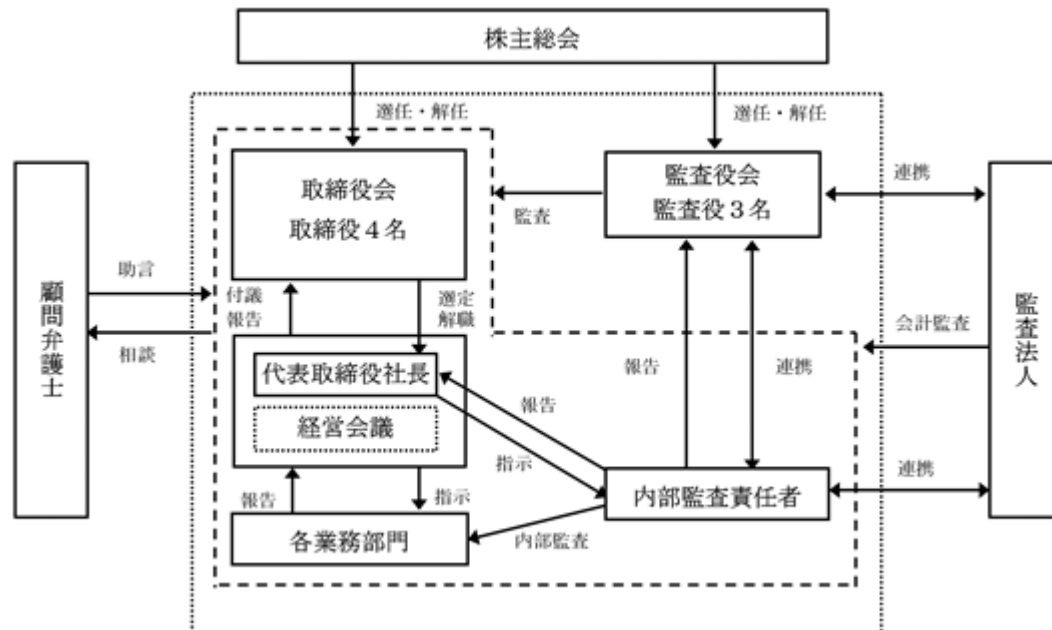 株主総会
選任・解任
選任・解任
取締役会
取締役4名
監査役会
監査役3名
監査
連携
顧問弁護士
助言
相談
付議
報告
選定
解職
代表取締役社長
経営会議
報告
指示
報告
連携
会計監査
監査法人
報告
指示
各業務部門
内部監査
内部監査責任者
連携